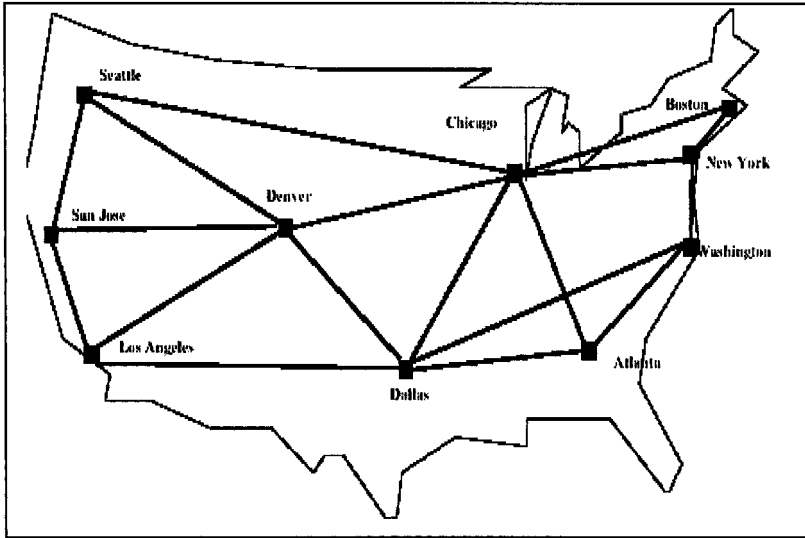 Seattle
Boston
Chicago
New York
Denver
San Jose
Washington
Los Angeles
Atlanta
Dallas